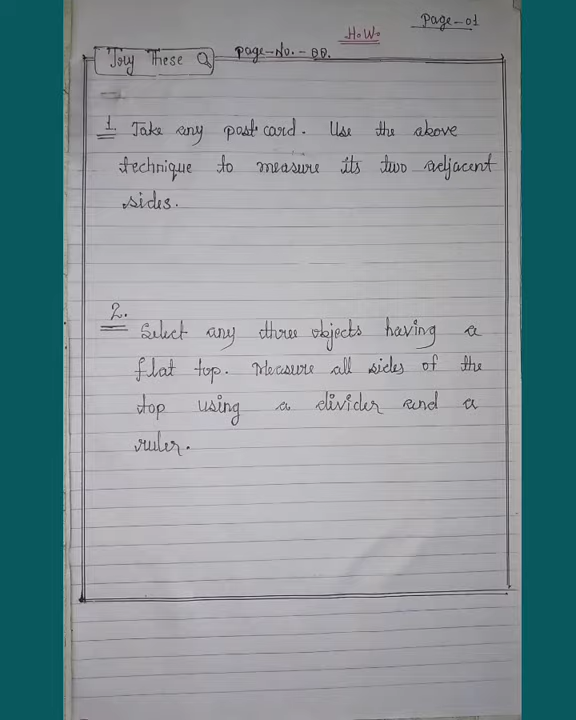 Page-01
H.W.
Try These Q
page-No.-88.
1. Take any post card. Use the above
technique to measure its two adjacent
sides.
2.
Select any three objects having a
flat top. Measure all sides of the
top using a divider and a
ruler.